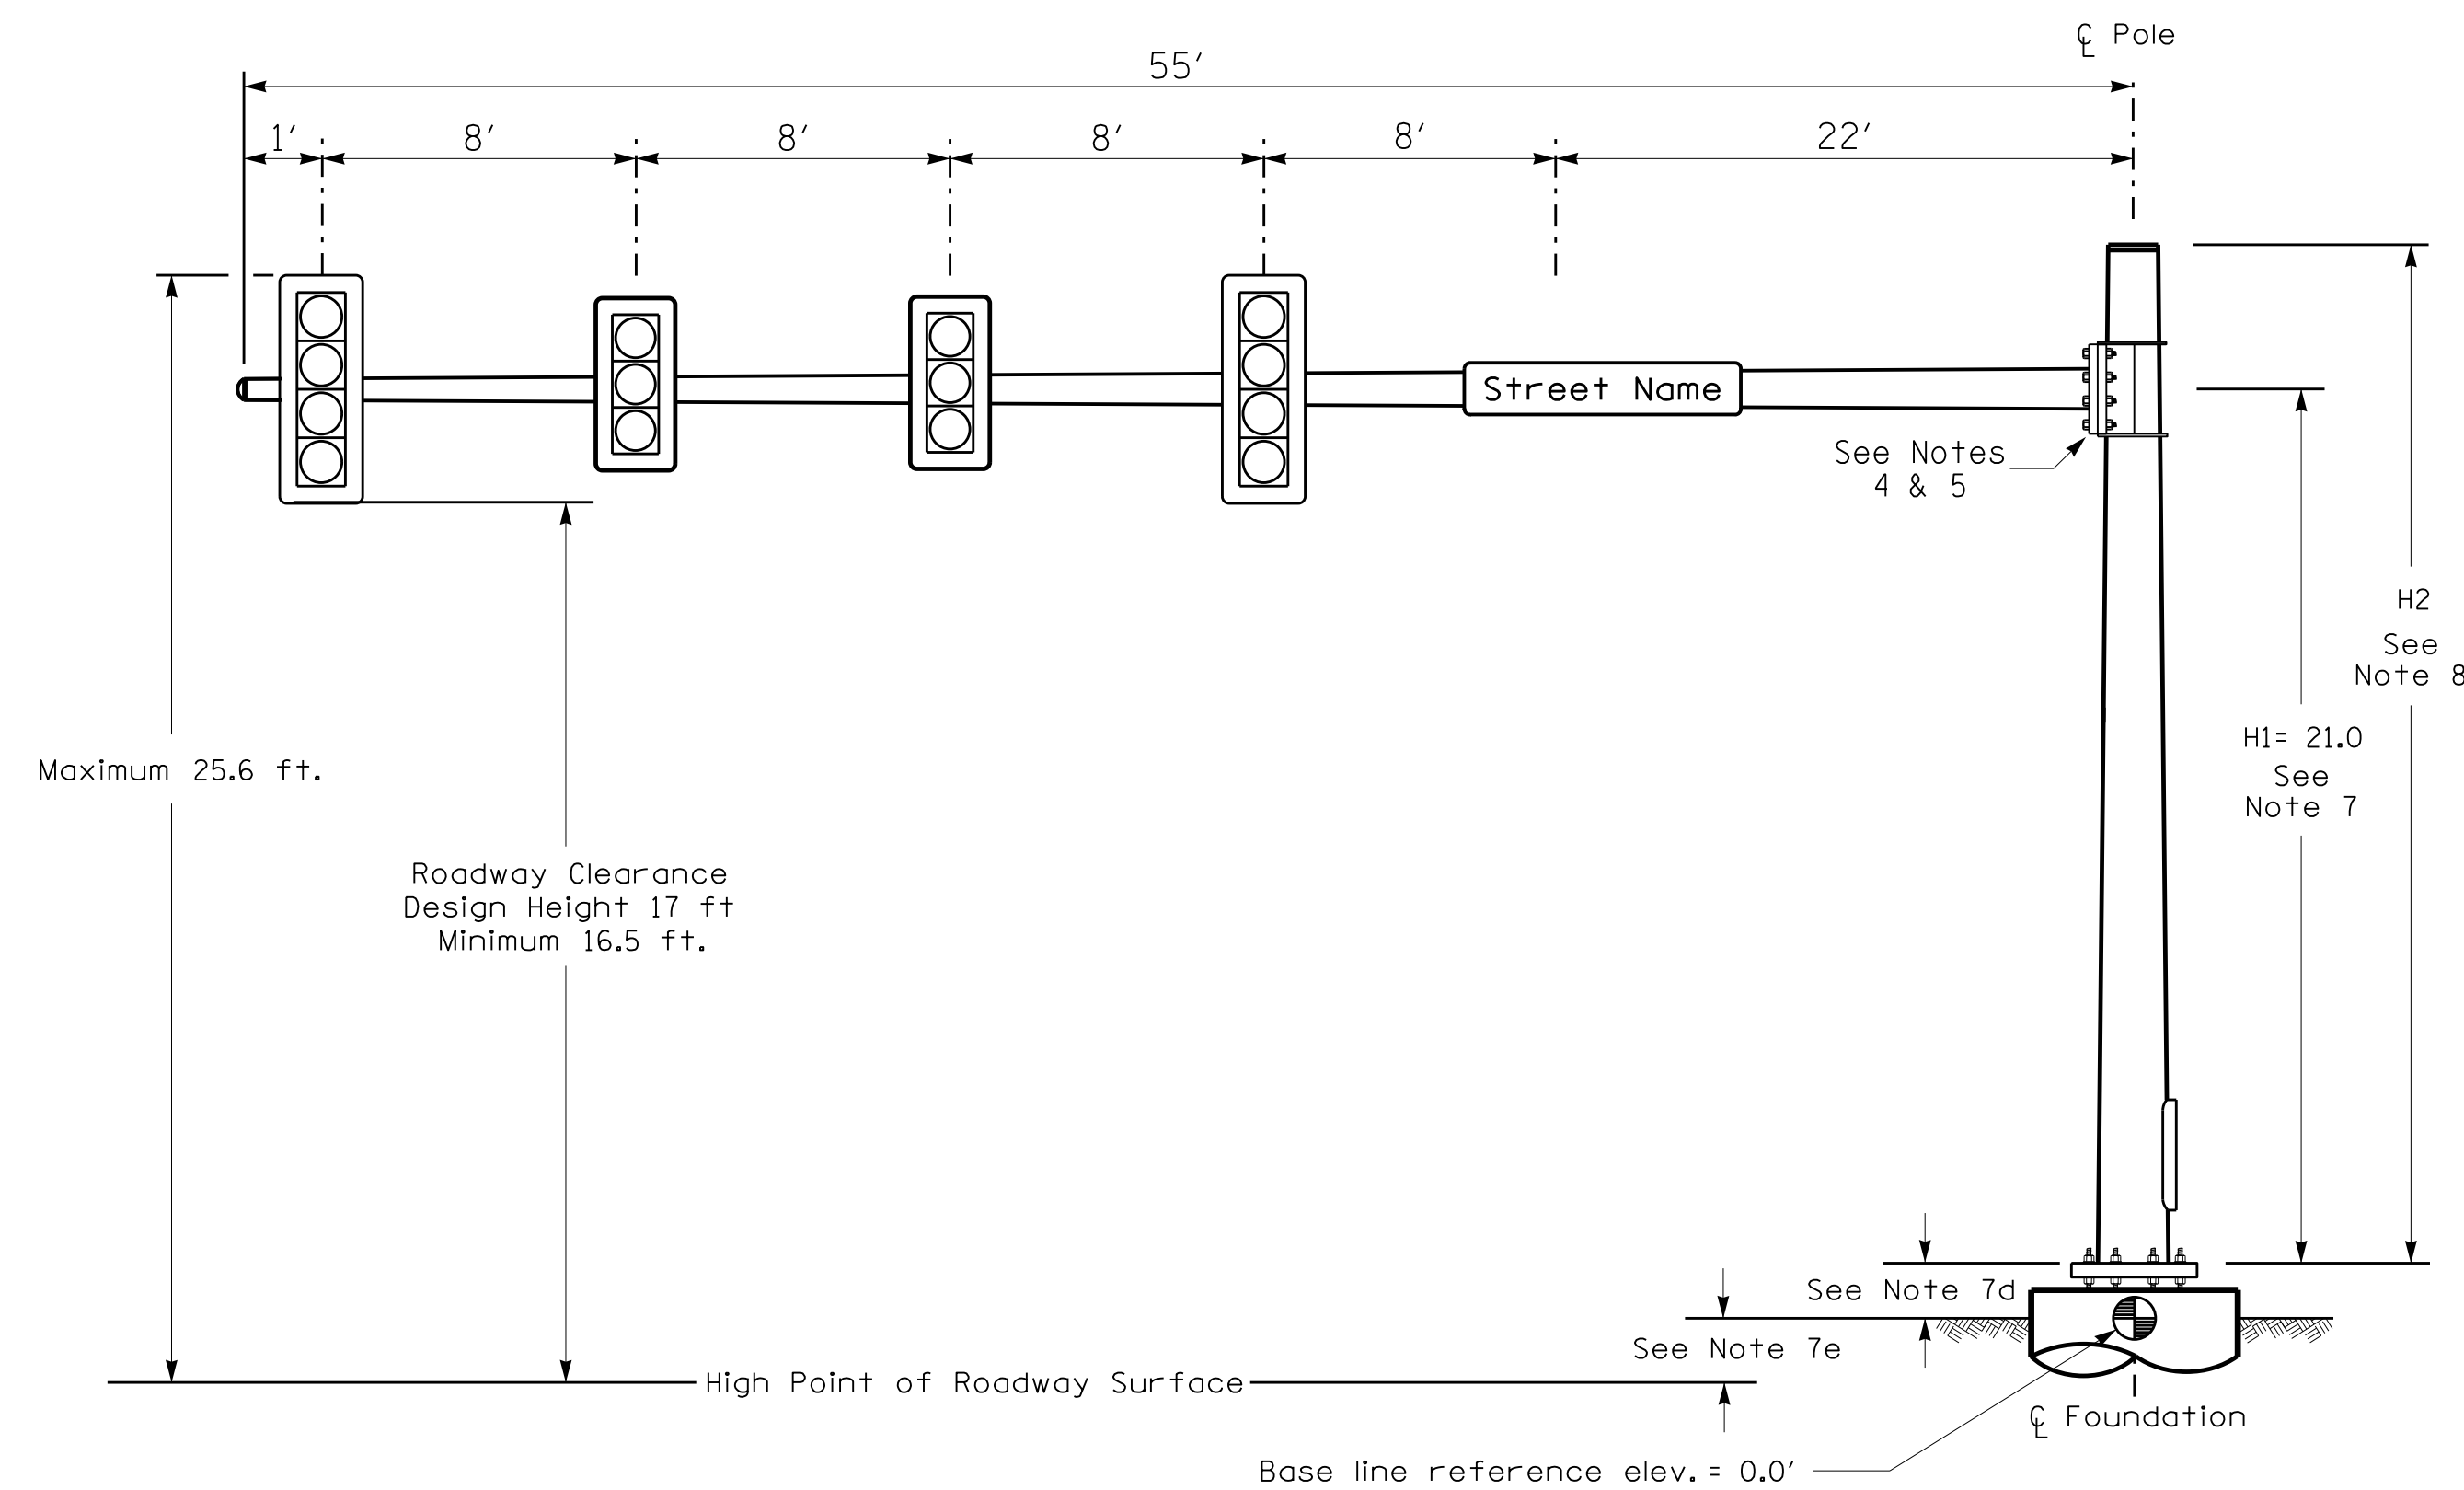 ℄ Pole
55'
1' 8' 8' 8' 8' 22'
Street Name
See Notes
4 & 5
H2
See
Note 8
H1= 21.0
See
Note 7
Maximum 25.6 ft.
Roadway Clearance
Design Height 17 ft
Minimum 16.5 ft.
See Note 7d
See Note 7e
High Point of Roadway Surface
℄ Foundation
Base line reference elev. = 0.0'